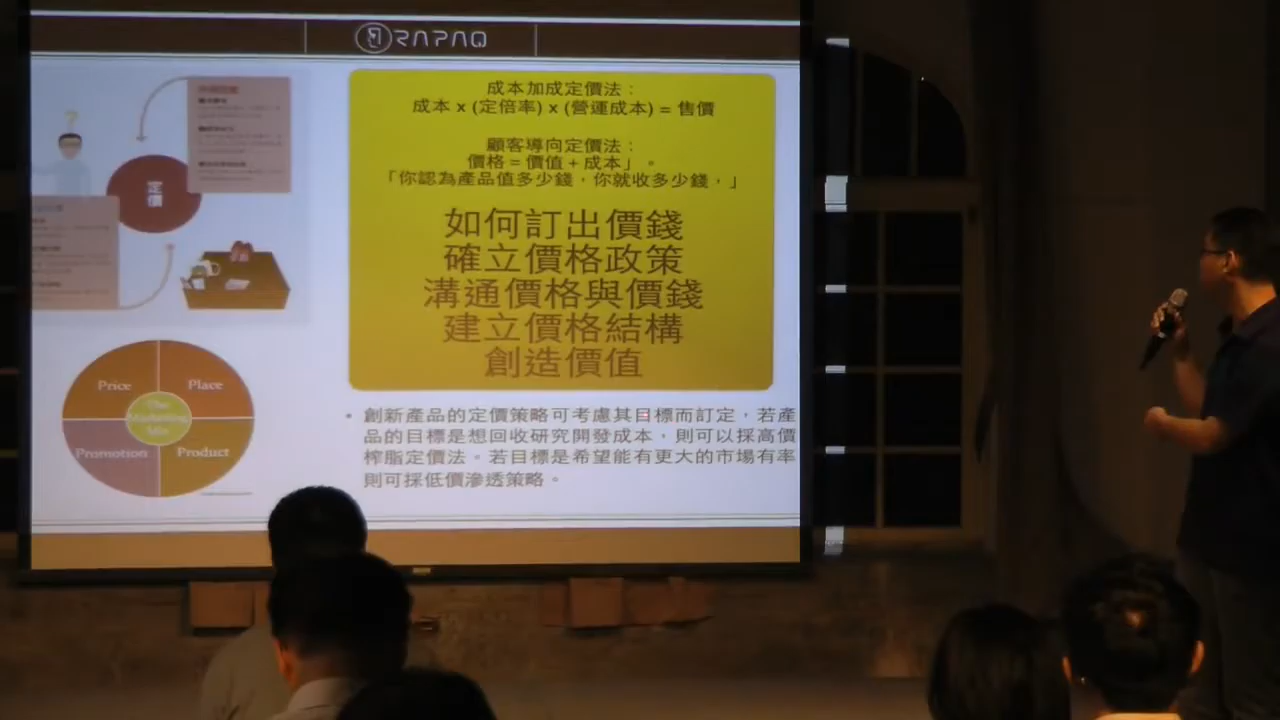 RAPAQ
定價
成本加成定價法：
成本 x (定倍率) x (營運成本) = 售價
顧客導向定價法：
價格 = 價值 + 成本」。
「你認為產品值多少錢，你就收多少錢，」
如何訂出價錢
確立價格政策
溝通價格與價錢
建立價格結構
創造價值
Price
Place
The Marketing Mix
Promotion
Product
• 創新產品的定價策略可考慮其目標而訂定，若產
品的目標是想回收研究開發成本，則可以採高價
榨脂定價法。若目標是希望能有更大的市場有率
則可採低價滲透策略。